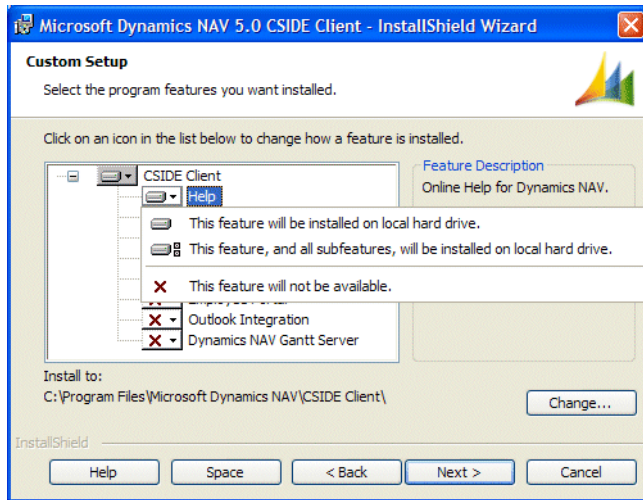 Microsoft Dynamics NAV 5.0 CSIDE Client - InstallShield Wizard
Custom Setup
Select the program features you want installed.
Click on an icon in the list below to change how a feature is installed.
CSIDE Client
Help
Feature Description
Online Help for Dynamics NAV.
This feature will be installed on local hard drive.
This feature, and all subfeatures, will be installed on local hard drive.
This feature will not be available.
Outlook Integration
Dynamics NAV Gantt Server
Install to:
C:\Program Files\Microsoft Dynamics NAV\CSIDE Client\
Change...
InstallShield
Help
Space
< Back
Next >
Cancel